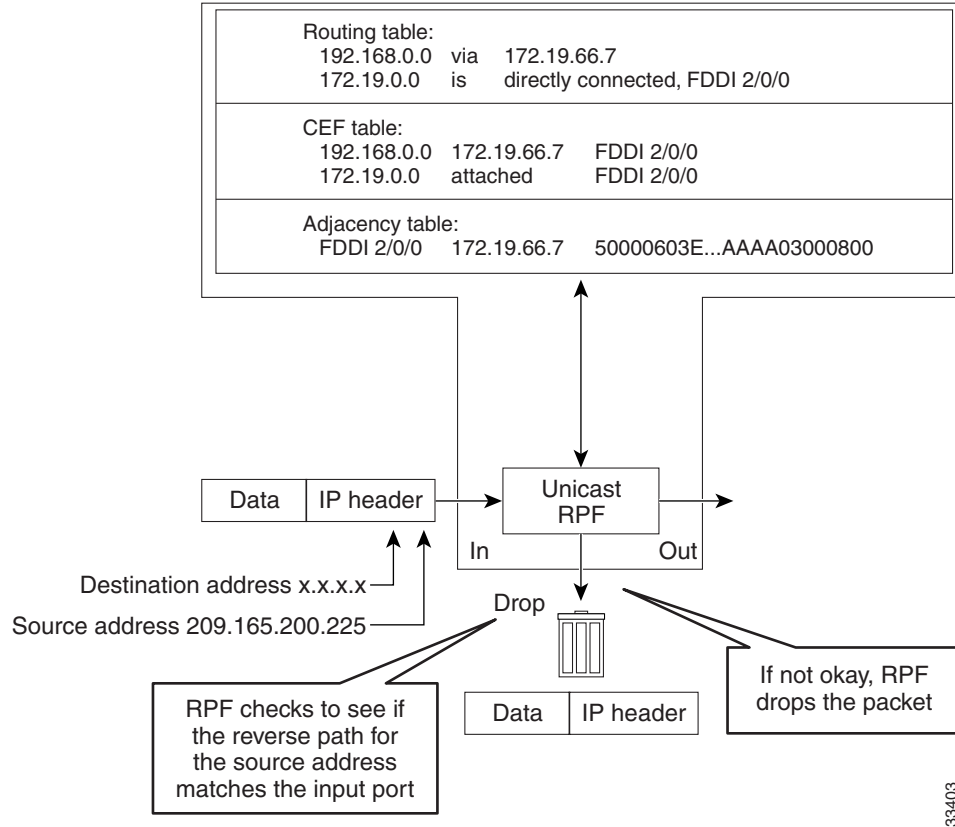 Routing table:
192.168.0.0 via 172.19.66.7
172.19.0.0 is directly connected, FDDI 2/0/0
CEF table:
192.168.0.0 172.19.66.7 FDDI 2/0/0
172.19.0.0 attached FDDI 2/0/0
Adjacency table:
FDDI 2/0/0 172.19.66.7 50000603E...AAAA03000800
Data IP header
Unicast
RPF
In Out
Destination address x.x.x.x
Source address 209.165.200.225
Drop
RPF checks to see if
the reverse path for
the source address
matches the input port
Data IP header
If not okay, RPF
drops the packet
33403